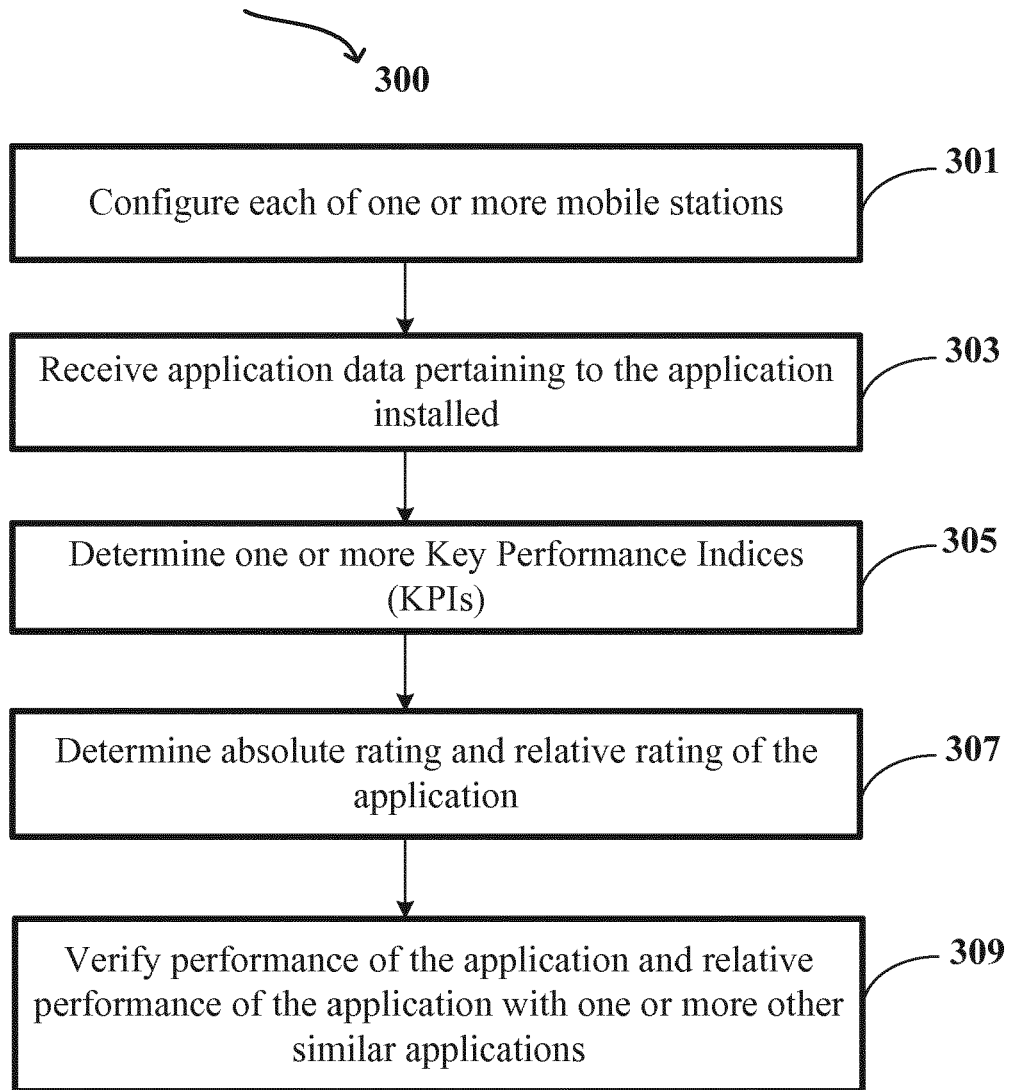 300
Configure each of one or more mobile stations
301
Receive application data pertaining to the application
installed
303
Determine one or more Key Performance Indices
(KPIs)
305
Determine absolute rating and relative rating of the
application
307
Verify performance of the application and relative
performance of the application with one or more other
similar applications
309